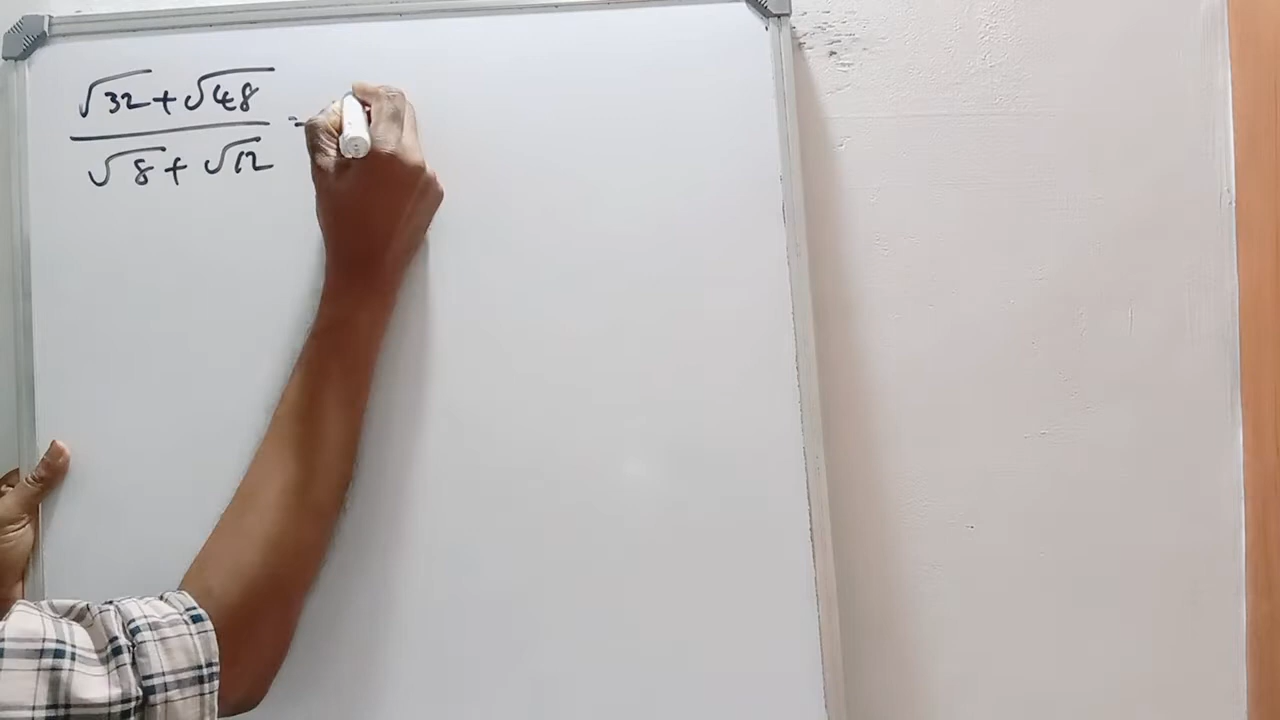 √32 + √48
√8 + √12 =